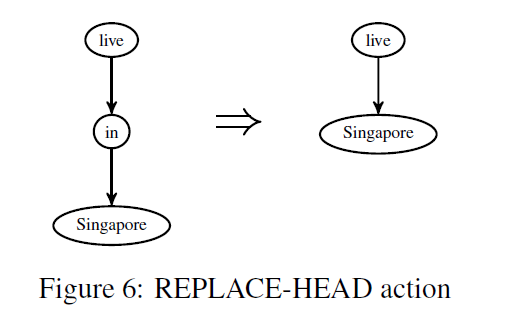 live
live
in
Singapore
Singapore
Figure 6: REPLACE-HEAD action